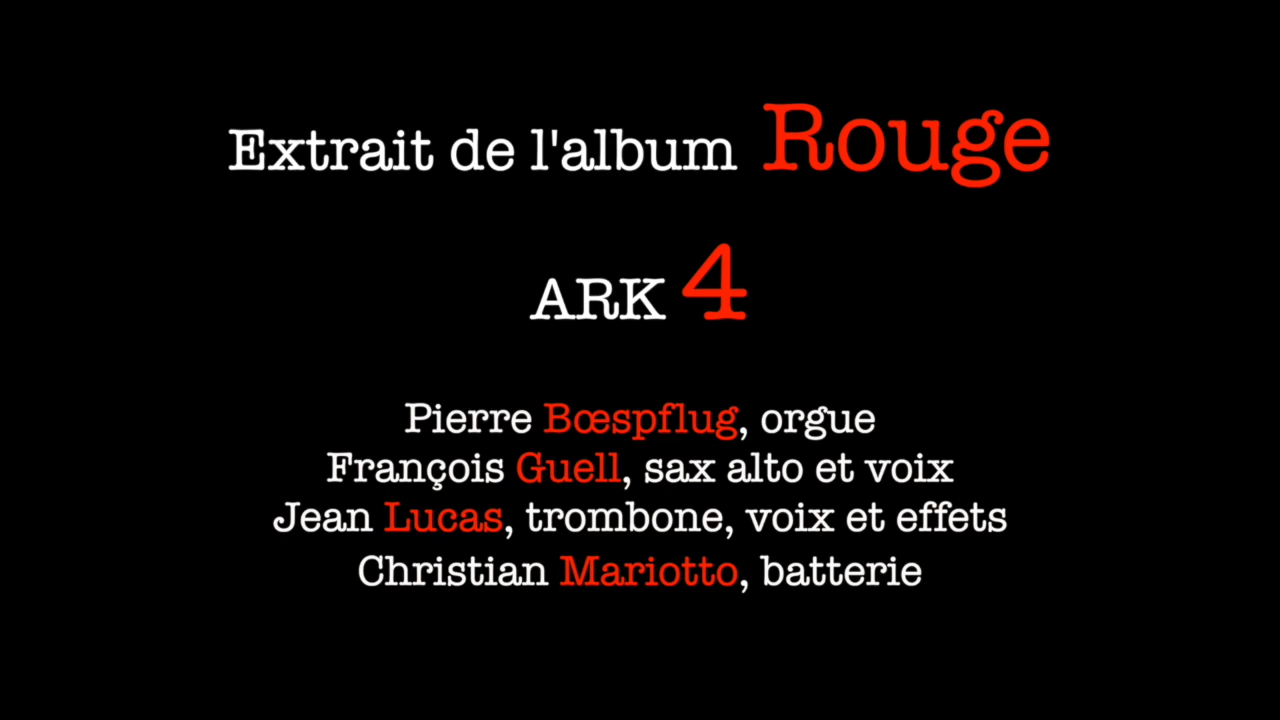 Extrait de l'album Rouge
ARK 4
Pierre Bœspflug, orgue
François Guell, sax alto et voix
Jean Lucas, trombone, voix et effets
Christian Mariotto, batterie